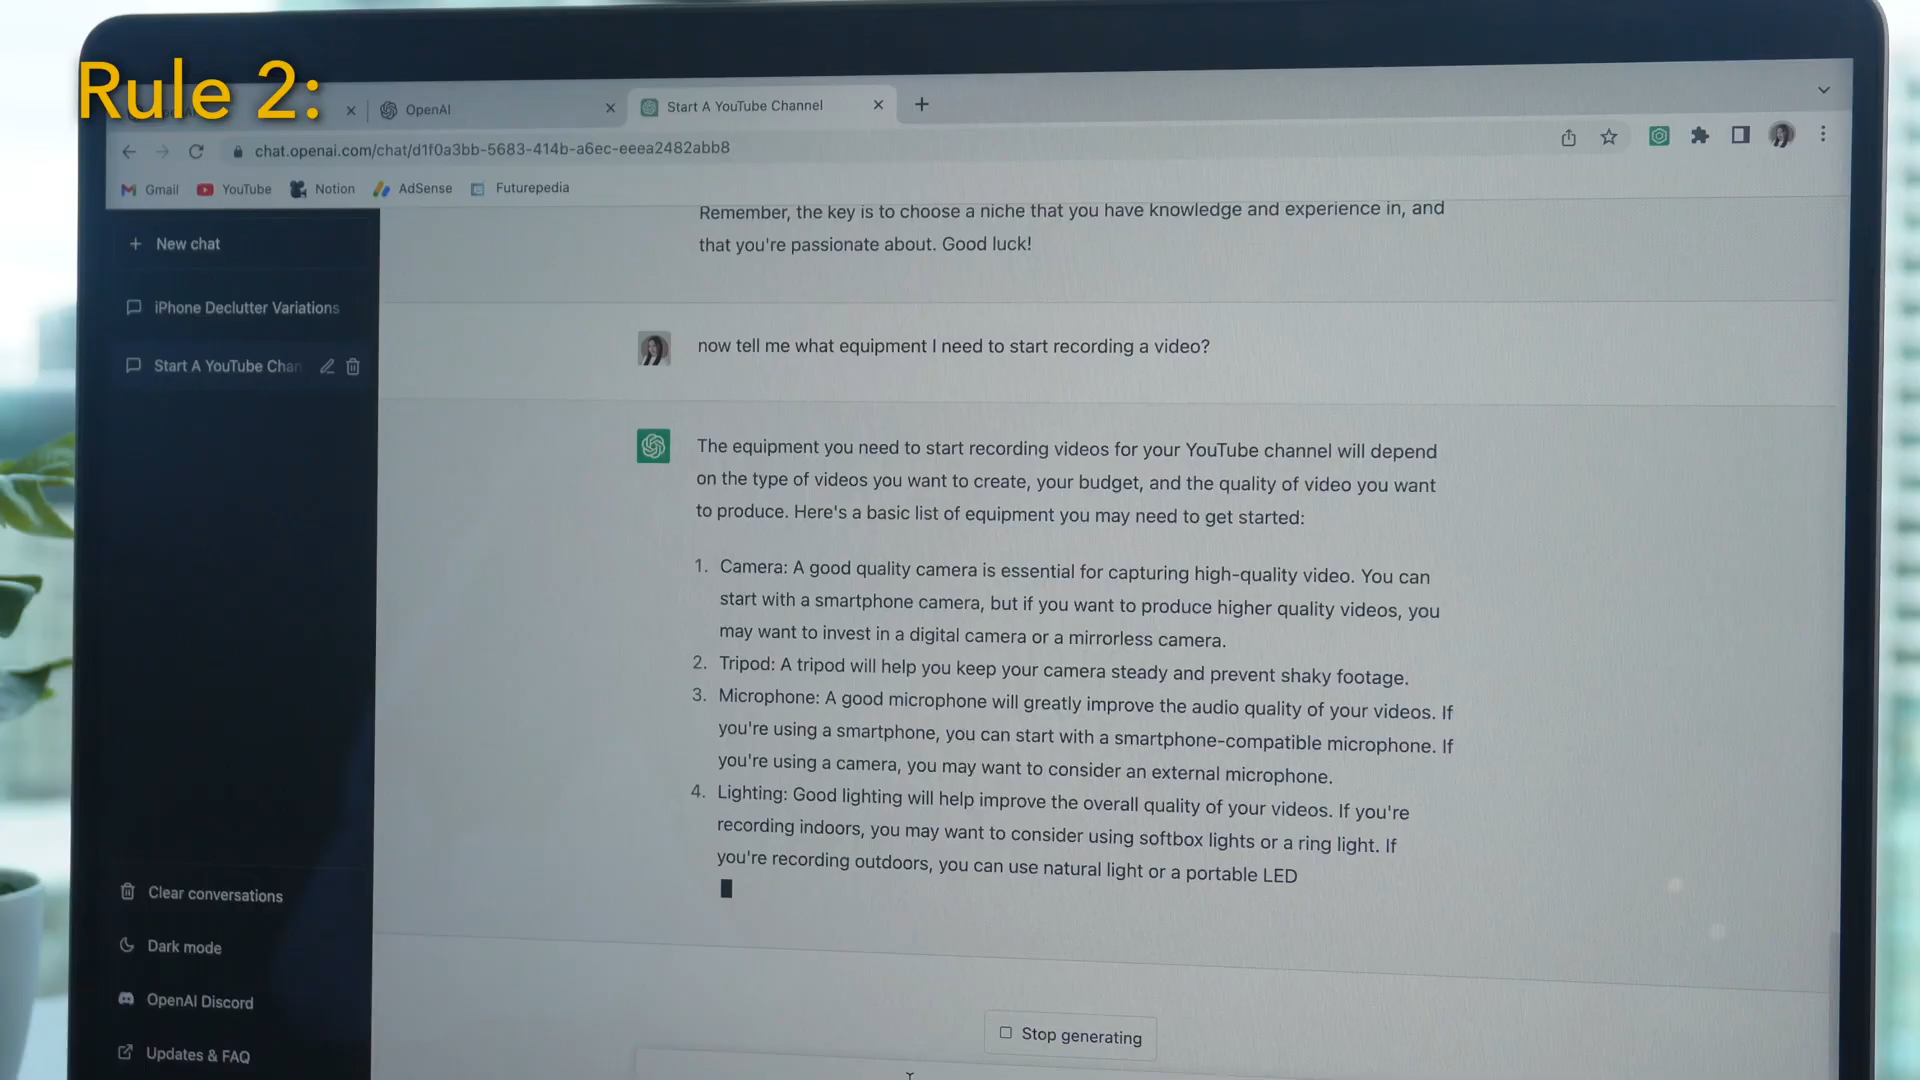 Rule 2:
OpenAI
Start A YouTube Channel
chat.openai.com/chat/d1f0a3bb-5683-414b-a6ec-eeea2482abb8
Gmail
YouTube
Notion
AdSense
Futurepedia
New chat
iPhone Declutter Variations
Start A YouTube Chan
Clear conversations
Dark mode
OpenAI Discord
Updates & FAQ
Remember, the key is to choose a niche that you have knowledge and experience in, and
that you're passionate about. Good luck!
now tell me what equipment I need to start recording a video?
The equipment you need to start recording videos for your YouTube channel will depend
on the type of videos you want to create, your budget, and the quality of video you want
to produce. Here's a basic list of equipment you may need to get started:
1. Camera: A good quality camera is essential for capturing high-quality video. You can
start with a smartphone camera, but if you want to produce higher quality videos, you
may want to invest in a digital camera or a mirrorless camera.
2. Tripod: A tripod will help you keep your camera steady and prevent shaky footage.
3. Microphone: A good microphone will greatly improve the audio quality of your videos. If
you're using a smartphone, you can start with a smartphone-compatible microphone. If
you're using a camera, you may want to consider an external microphone.
4. Lighting: Good lighting will help improve the overall quality of your videos. If you're
recording indoors, you may want to consider using softbox lights or a ring light. If
you're recording outdoors, you can use natural light or a portable LED
Stop generating